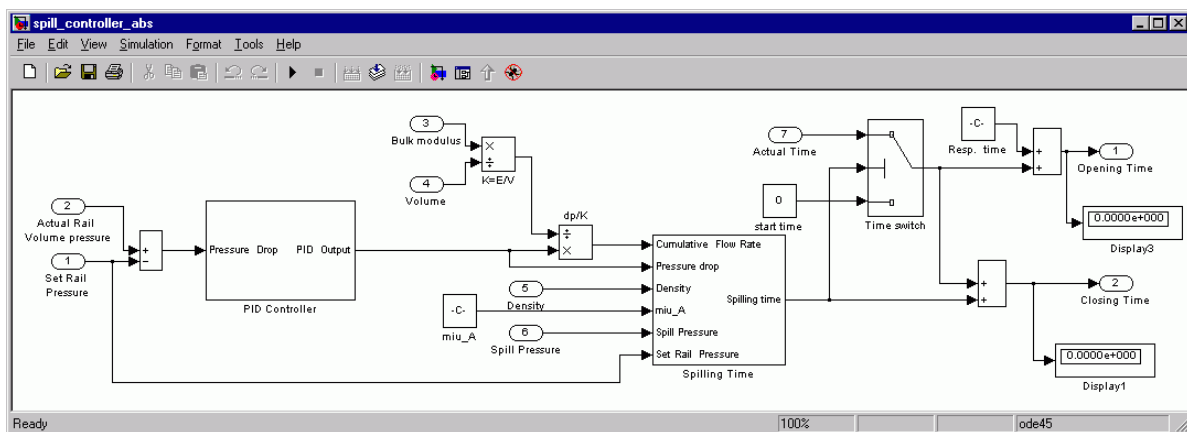 spill_controller_abs
File Edit View Simulation Format Tools Help
3
Bulk modulus
×
÷
K=E/V
4
Volume
7
Actual Time
-C-
Resp. time
+
+
1
Opening Time
0
start time
Time switch
0.0000e+000
Display3
2
Actual Rail
Volume pressure
+
−
1
Set Rail
Pressure
Pressure Drop PID Output
PID Controller
dp/K
÷
×
Cumulative Flow Rate
Pressure drop
Density
miu_A
Spill Pressure
Set Rail Pressure
Spilling time
Spilling Time
5
Density
-C-
miu_A
6
Spill Pressure
+
+
2
Closing Time
0.0000e+000
Display1
Ready 100% ode45